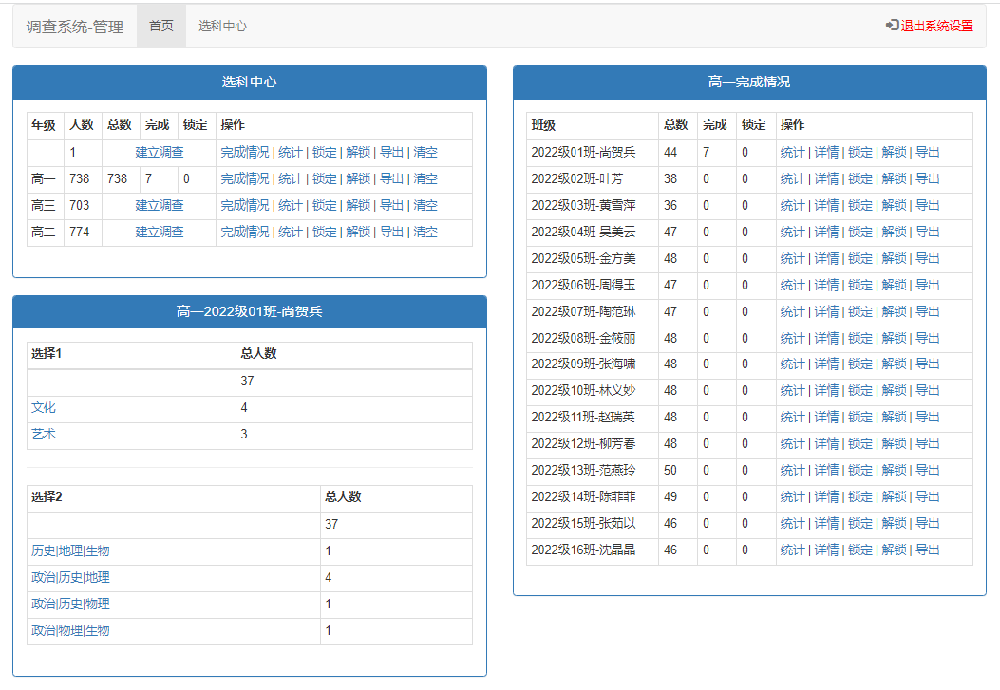 调查系统-管理 首页 选科中心 退出系统设置
选科中心
年级 人数 总数 完成 锁定 操作
1 建立调查 完成情况 | 统计 | 锁定 | 解锁 | 导出 | 清空
高一 738 738 7 0 完成情况 | 统计 | 锁定 | 解锁 | 导出 | 清空
高三 703 建立调查 完成情况 | 统计 | 锁定 | 解锁 | 导出 | 清空
高二 774 建立调查 完成情况 | 统计 | 锁定 | 解锁 | 导出 | 清空
高一2022级01班-尚贺兵
选择1 总人数
37
文化 4
艺术 3
选择2 总人数
37
历史|地理|生物 1
政治|历史|地理 4
政治|历史|物理 1
政治|物理|生物 1
高一完成情况
班级 总数 完成 锁定 操作
2022级01班-尚贺兵 44 7 0 统计 | 详情 | 锁定 | 解锁 | 导出
2022级02班-叶芳 38 0 0 统计 | 详情 | 锁定 | 解锁 | 导出
2022级03班-黄雪萍 36 0 0 统计 | 详情 | 锁定 | 解锁 | 导出
2022级04班-吴美云 47 0 0 统计 | 详情 | 锁定 | 解锁 | 导出
2022级05班-金方美 48 0 0 统计 | 详情 | 锁定 | 解锁 | 导出
2022级06班-周得玉 47 0 0 统计 | 详情 | 锁定 | 解锁 | 导出
2022级07班-陶范琳 47 0 0 统计 | 详情 | 锁定 | 解锁 | 导出
2022级08班-金筱丽 48 0 0 统计 | 详情 | 锁定 | 解锁 | 导出
2022级09班-张海啸 48 0 0 统计 | 详情 | 锁定 | 解锁 | 导出
2022级10班-林义妙 48 0 0 统计 | 详情 | 锁定 | 解锁 | 导出
2022级11班-赵瑞英 48 0 0 统计 | 详情 | 锁定 | 解锁 | 导出
2022级12班-柳芳春 48 0 0 统计 | 详情 | 锁定 | 解锁 | 导出
2022级13班-范燕玲 50 0 0 统计 | 详情 | 锁定 | 解锁 | 导出
2022级14班-陈菲菲 49 0 0 统计 | 详情 | 锁定 | 解锁 | 导出
2022级15班-张茹以 46 0 0 统计 | 详情 | 锁定 | 解锁 | 导出
2022级16班-沈晶晶 46 0 0 统计 | 详情 | 锁定 | 解锁 | 导出